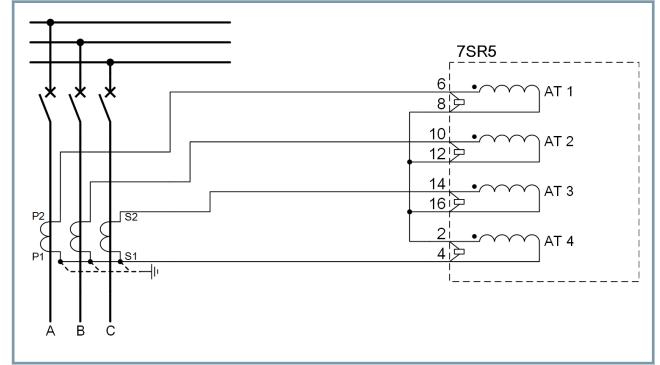 7SR5
6 AT 1
8
10 AT 2
12
14 AT 3
16
P2 S2
2 AT 4
P1 S1
4
A B C